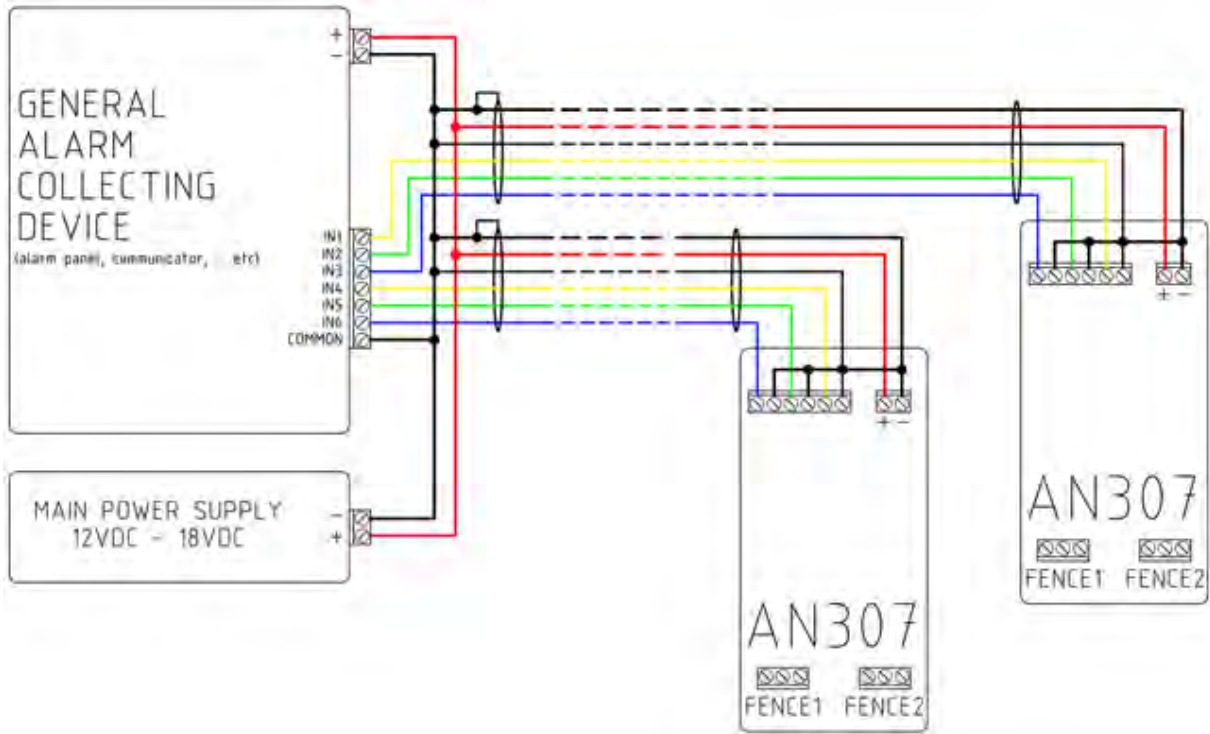 +
-
GENERAL
ALARM
COLLECTING
DEVICE
(alarm panel, communicator, .. etc)
IN1
IN2
IN3
IN4
IN5
IN6
COMMON
MAIN POWER SUPPLY
12VDC - 18VDC
-
+
+ -
AN307
FENCE1 FENCE2
+ -
AN307
FENCE1 FENCE2